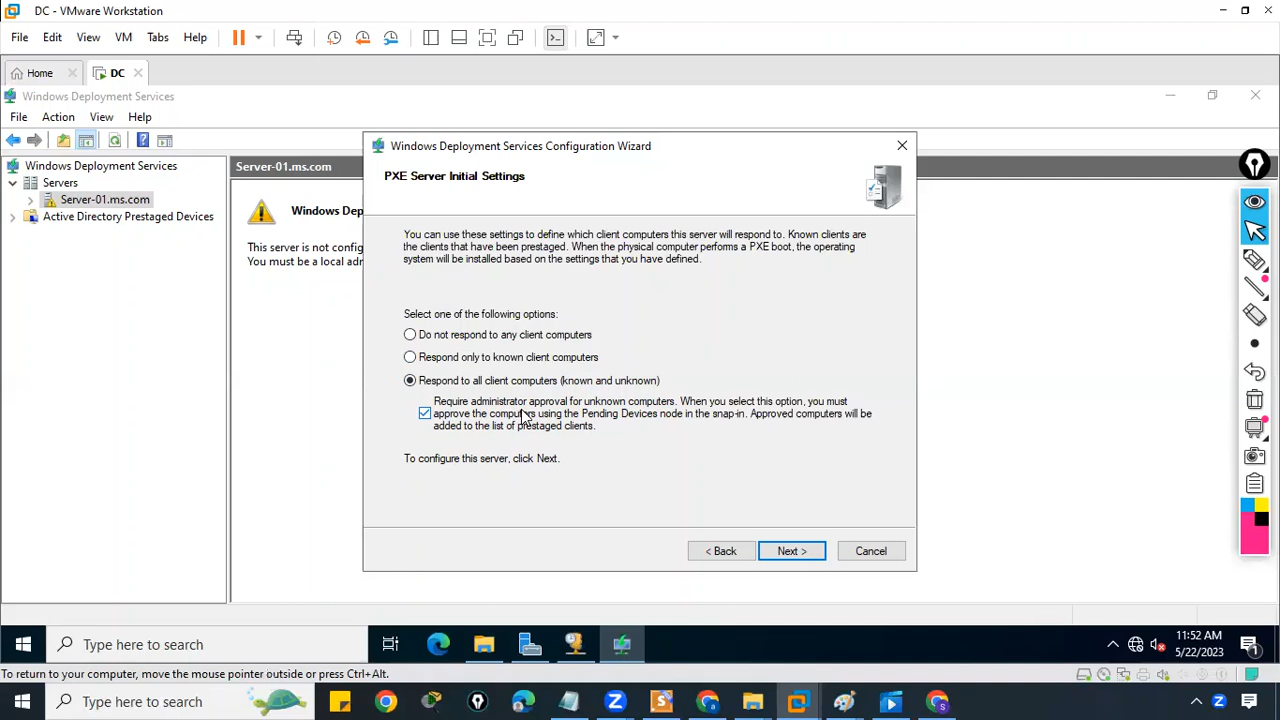 DC - VMware Workstation
File Edit View VM Tabs Help
Home DC
Windows Deployment Services
File Action View Help
Windows Deployment Services
Servers
Server-01.ms.com
Active Directory Prestaged Devices
Server-01.ms.com
Windows Dep
This server is not config
You must be a local adr
Windows Deployment Services Configuration Wizard
PXE Server Initial Settings
You can use these settings to define which client computers this server will respond to. Known clients are
the clients that have been prestaged. When the physical computer performs a PXE boot, the operating
system will be installed based on the settings that you have defined.
Select one of the following options:
Do not respond to any client computers
Respond only to known client computers
Respond to all client computers (known and unknown)
Require administrator approval for unknown computers. When you select this option, you must
approve the computers using the Pending Devices node in the snap-in. Approved computers will be
added to the list of prestaged clients.
To configure this server, click Next.
< Back Next > Cancel
Type here to search
11:52 AM
5/22/2023
1
To return to your computer, move the mouse pointer outside or press Ctrl+Alt.
Type here to search